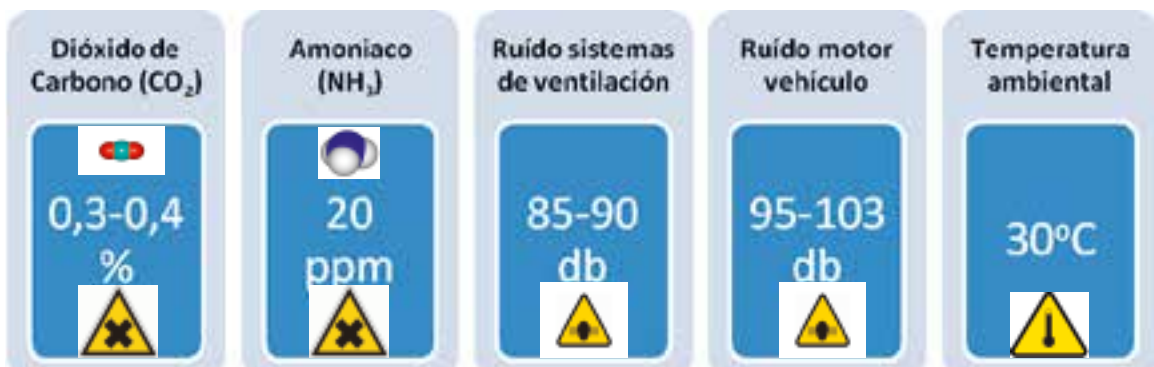 Dióxido de
Carbono (CO₂)
0,3-0,4
%
Amoniaco
(NH₃)
20
ppm
Ruído sistemas
de ventilación
85-90
db
Ruído motor
vehículo
95-103
db
Temperatura
ambiental
30ºC